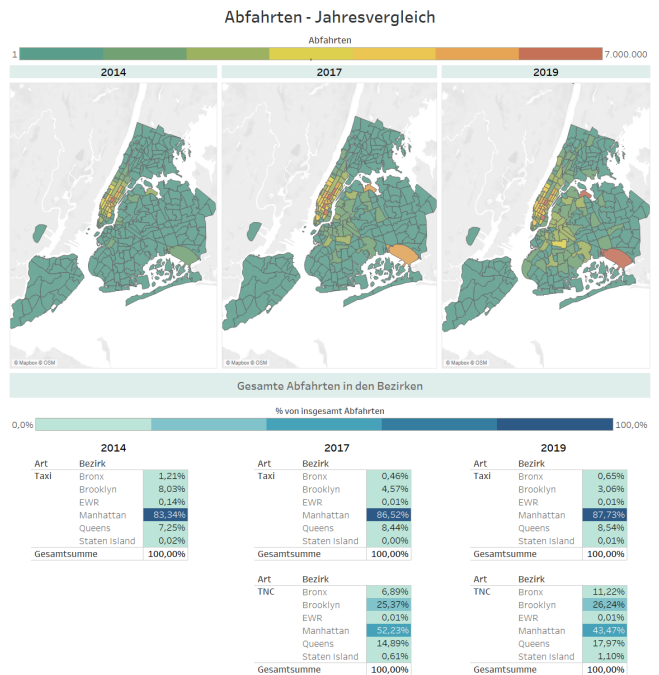 Abfahrten - Jahresvergleich
Abfahrten
1 7.000.000
2014 2017 2019
© Mapbox © OSM © Mapbox © OSM © Mapbox © OSM
Gesamte Abfahrten in den Bezirken
% von insgesamt Abfahrten
0,0% 100,0%
2014
Art Bezirk
Taxi Bronx 1,21%
Brooklyn 8,03%
EWR 0,14%
Manhattan 83,34%
Queens 7,25%
Staten Island 0,02%
Gesamtsumme 100,00%
2017
Art Bezirk
Taxi Bronx 0,46%
Brooklyn 4,57%
EWR 0,01%
Manhattan 86,52%
Queens 8,44%
Staten Island 0,00%
Gesamtsumme 100,00%
Art Bezirk
TNC Bronx 6,89%
Brooklyn 25,37%
EWR 0,01%
Manhattan 52,23%
Queens 14,89%
Staten Island 0,61%
Gesamtsumme 100,00%
2019
Art Bezirk
Taxi Bronx 0,65%
Brooklyn 3,06%
EWR 0,01%
Manhattan 87,73%
Queens 8,54%
Staten Island 0,01%
Gesamtsumme 100,00%
Art Bezirk
TNC Bronx 11,22%
Brooklyn 26,24%
EWR 0,01%
Manhattan 43,47%
Queens 17,97%
Staten Island 1,10%
Gesamtsumme 100,00%